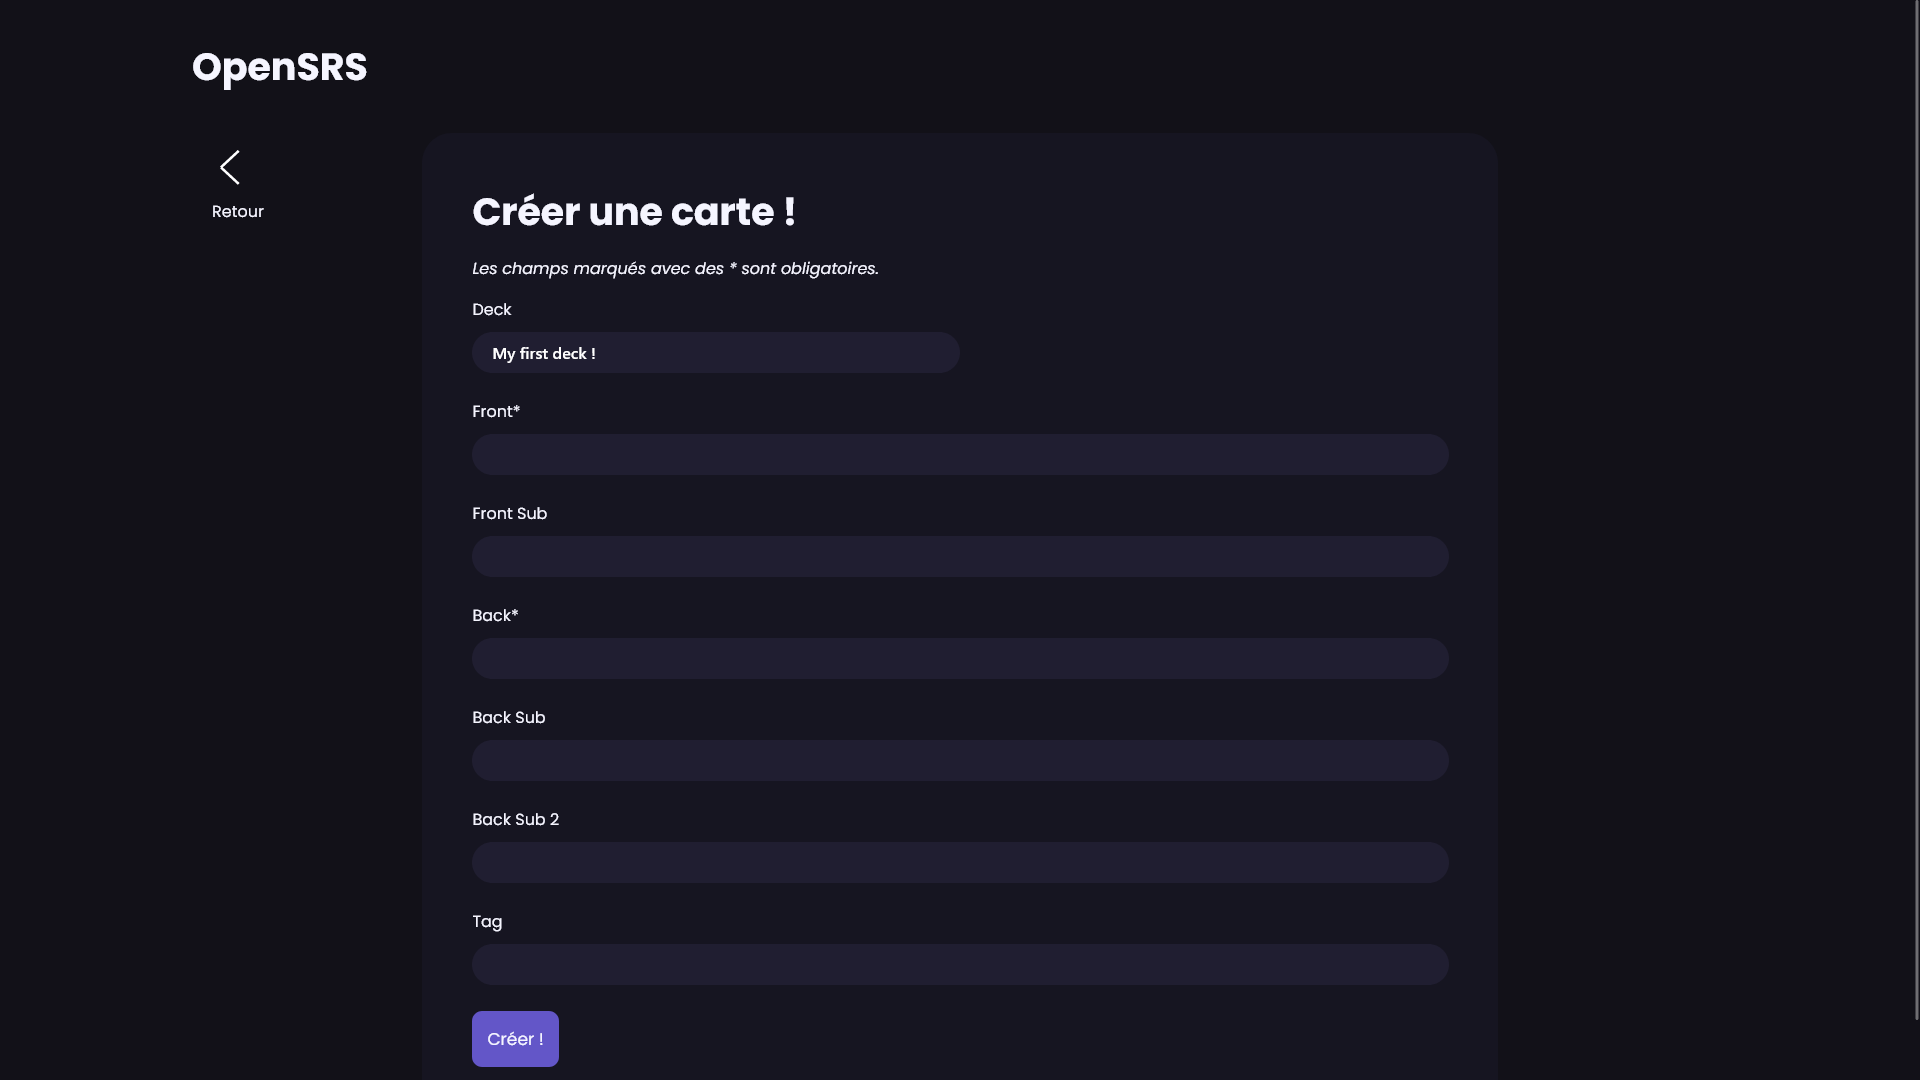 OpenSRS
Retour
Créer une carte !
Les champs marqués avec des * sont obligatoires.
Deck
My first deck !
Front*
Front Sub
Back*
Back Sub
Back Sub 2
Tag
Créer !